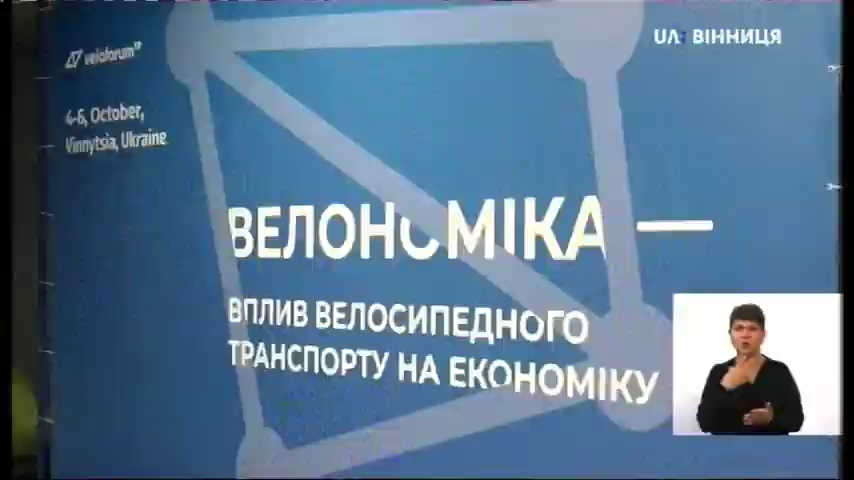 UA: ВІННИЦЯ
veloforum
4-6, October,
Vinnytsia, Ukraine
ВЕЛОНОМІКА —
ВПЛИВ ВЕЛОСИПЕДНОГО
ТРАНСПОРТУ НА ЕКОНОМІКУ